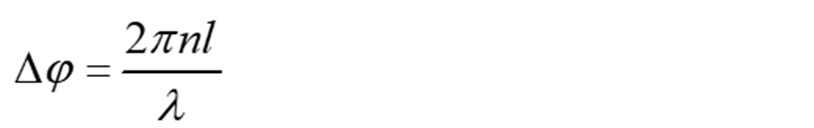 Δφ = 2πnl / λ